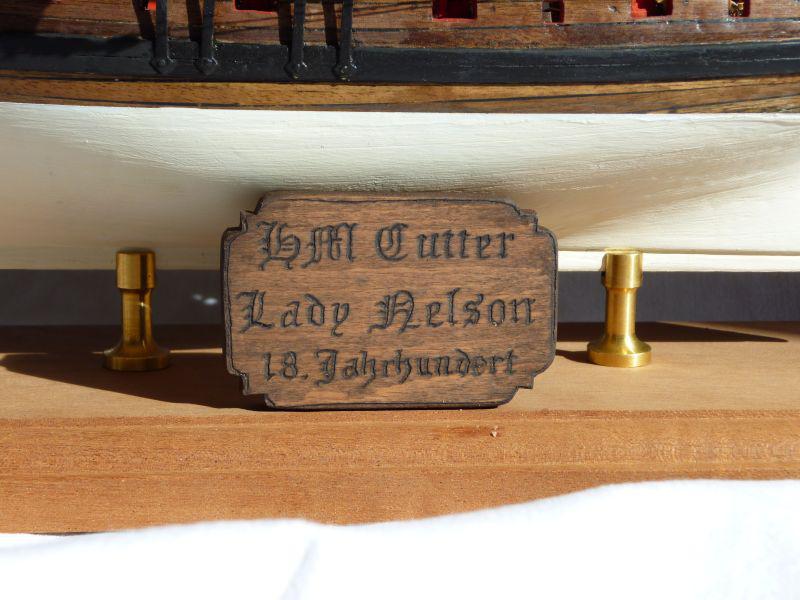 HM Cutter
Lady Nelson
18. Jahrhundert